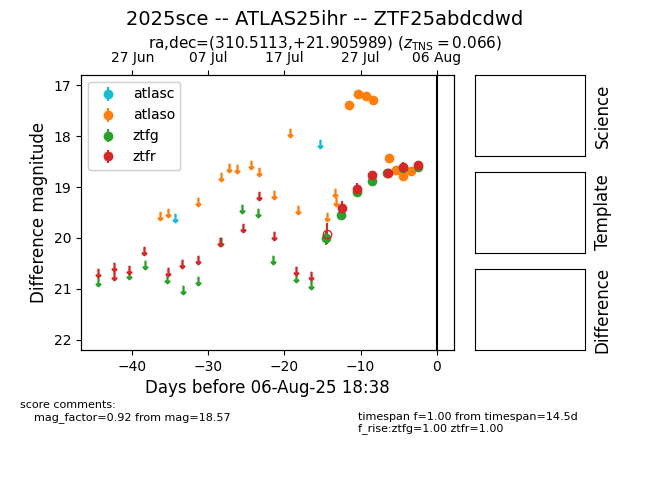 2025sce -- ATLAS25ihr -- ZTF25abdcdwd
ra,dec=(310.5113,+21.905989) (z_TNS = 0.066)
27 Jun 07 Jul 17 Jul 27 Jul 06 Aug
atlasc
atlaso
ztfg
ztfr
17
18
19
20
21
22
Difference magnitude
−40 −30 −20 −10 0
Days before 06-Aug-25 18:38
Science
Template
Difference
score comments:
mag_factor=0.92 from mag=18.57
timespan f=1.00 from timespan=14.5d
f_rise:ztfg=1.00 ztfr=1.00